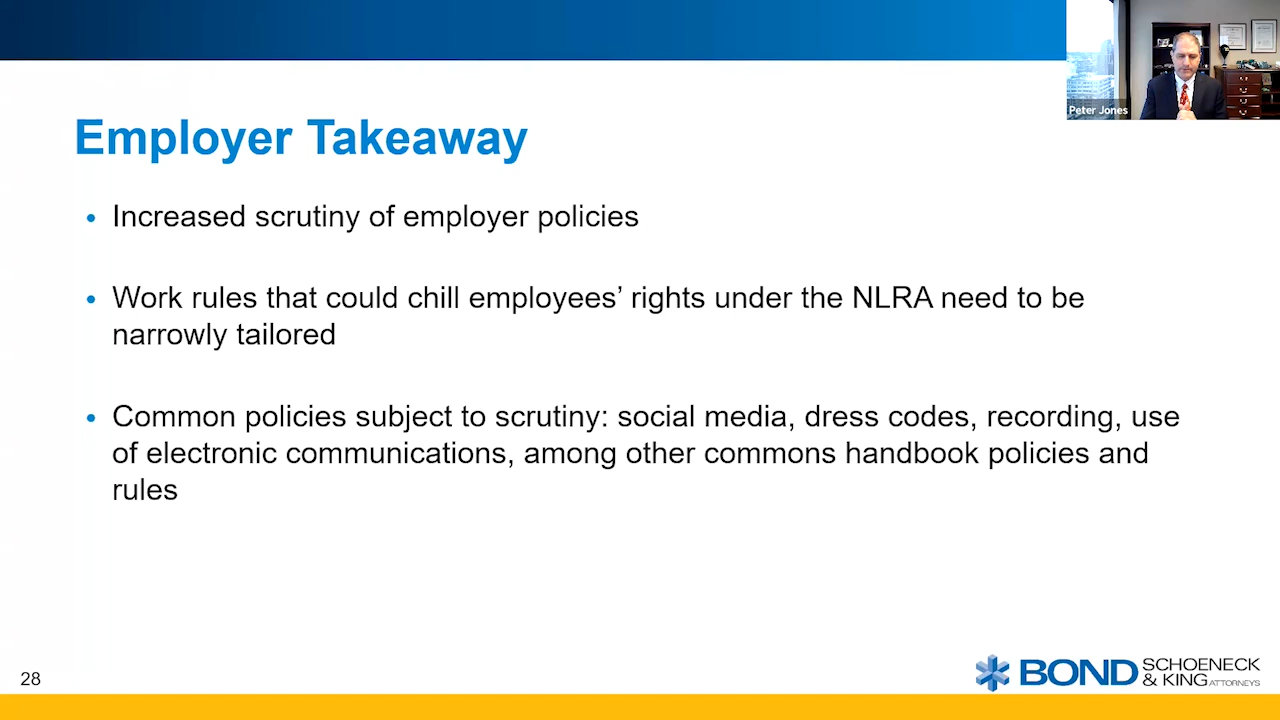 Peter Jones
Employer Takeaway
• Increased scrutiny of employer policies
• Work rules that could chill employees’ rights under the NLRA need to be
narrowly tailored
• Common policies subject to scrutiny: social media, dress codes, recording, use
of electronic communications, among other commons handbook policies and
rules
28
BOND SCHOENECK
& KING ATTORNEYS